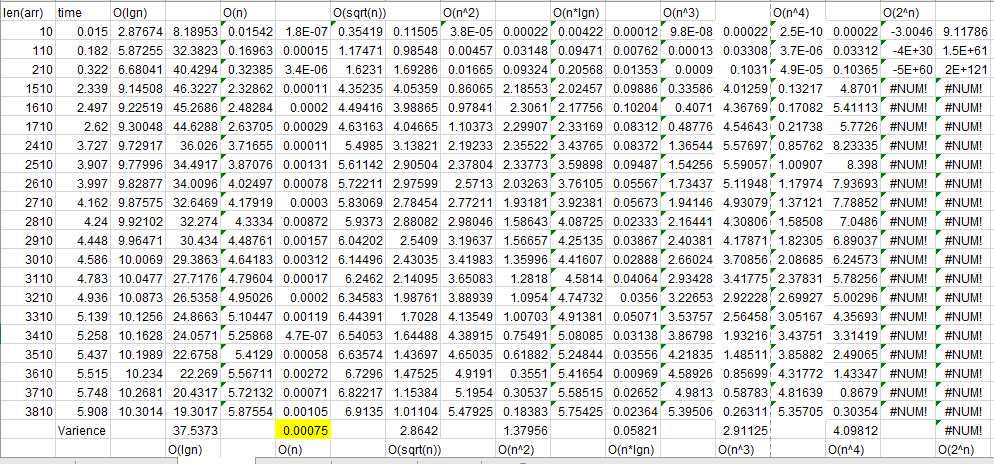 len(arr) time O(lgn) O(n) O(sqrt(n)) O(n^2) O(n*lgn) O(n^3) O(n^4) O(2^n)
10 0.015 2.87674 8.18953 0.01542 1.8E-07 0.35419 0.11505 3.8E-05 0.00022 0.00422 0.00012 9.8E-08 0.00022 2.5E-10 0.00022 -3.0046 9.11786
110 0.182 5.87255 32.3823 0.16963 0.00015 1.17471 0.98548 0.00457 0.03148 0.09471 0.00762 0.00013 0.03308 3.7E-06 0.03312 -4E+30 1.5E+61
210 0.322 6.68041 40.4294 0.32385 3.4E-06 1.6231 1.69286 0.01665 0.09324 0.20568 0.01353 0.0009 0.1031 4.9E-05 0.10365 -5E+60 2E+121
1510 2.339 9.14508 46.3227 2.32862 0.00011 4.35235 4.05359 0.86065 2.18553 2.02457 0.09886 0.33586 4.01259 0.13217 4.8701 #NUM! #NUM!
1610 2.497 9.22519 45.2686 2.48284 0.0002 4.49416 3.98865 0.97841 2.3061 2.17756 0.10204 0.4071 4.36769 0.17082 5.41113 #NUM! #NUM!
1710 2.62 9.30048 44.6288 2.63705 0.00029 4.63163 4.04665 1.10373 2.29907 2.33169 0.08312 0.48776 4.54643 0.21738 5.7726 #NUM! #NUM!
2410 3.727 9.72917 36.026 3.71655 0.00011 5.4985 3.13821 2.19233 2.35522 3.43765 0.08372 1.36544 5.57697 0.85762 8.23335 #NUM! #NUM!
2510 3.907 9.77996 34.4917 3.87076 0.00131 5.61142 2.90504 2.37804 2.33773 3.59898 0.09487 1.54256 5.59057 1.00907 8.398 #NUM! #NUM!
2610 3.997 9.82877 34.0096 4.02497 0.00078 5.72211 2.97599 2.5713 2.03263 3.76105 0.05567 1.73437 5.11948 1.17974 7.93693 #NUM! #NUM!
2710 4.162 9.87575 32.6469 4.17919 0.0003 5.83069 2.78454 2.77211 1.93181 3.92381 0.05673 1.94146 4.93079 1.37121 7.78852 #NUM! #NUM!
2810 4.24 9.92102 32.274 4.3334 0.00872 5.9373 2.88082 2.98046 1.58643 4.08725 0.02333 2.16441 4.30806 1.58508 7.0486 #NUM! #NUM!
2910 4.448 9.96471 30.434 4.48761 0.00157 6.04202 2.5409 3.19637 1.56657 4.25135 0.03867 2.40381 4.17871 1.82305 6.89037 #NUM! #NUM!
3010 4.586 10.0069 29.3863 4.64183 0.00312 6.14496 2.43035 3.41983 1.35996 4.41607 0.02888 2.66024 3.70856 2.08685 6.24573 #NUM! #NUM!
3110 4.783 10.0477 27.7176 4.79604 0.00017 6.2462 2.14095 3.65083 1.2818 4.5814 0.04064 2.93428 3.41775 2.37831 5.78256 #NUM! #NUM!
3210 4.936 10.0873 26.5358 4.95026 0.0002 6.34583 1.98761 3.88939 1.0954 4.74732 0.0356 3.22653 2.92228 2.69927 5.00296 #NUM! #NUM!
3310 5.139 10.1256 24.8663 5.10447 0.00119 6.44391 1.7028 4.13549 1.00703 4.91381 0.05071 3.53757 2.56458 3.05167 4.35693 #NUM! #NUM!
3410 5.258 10.1628 24.0571 5.25868 4.7E-07 6.54053 1.64488 4.38915 0.75491 5.08085 0.03138 3.86798 1.93216 3.43751 3.31419 #NUM! #NUM!
3510 5.437 10.1989 22.6758 5.4129 0.00058 6.63574 1.43697 4.65035 0.61882 5.24844 0.03556 4.21835 1.48511 3.85882 2.49065 #NUM! #NUM!
3610 5.515 10.234 22.269 5.56711 0.00272 6.7296 1.47525 4.9191 0.3551 5.41654 0.00969 4.58926 0.85699 4.31772 1.43347 #NUM! #NUM!
3710 5.748 10.2681 20.4317 5.72132 0.00071 6.82217 1.15384 5.1954 0.30537 5.58515 0.02652 4.9813 0.58783 4.81639 0.8679 #NUM! #NUM!
3810 5.908 10.3014 19.3017 5.87554 0.00105 6.9135 1.01104 5.47925 0.18383 5.75425 0.02364 5.39506 0.26311 5.35705 0.30354 #NUM! #NUM!
Varience 37.5373 0.00075 2.8642 1.37956 0.05821 2.91125 4.09812 #NUM!
O(lgn) O(n) O(sqrt(n)) O(n^2) O(n*lgn) O(n^3) O(n^4) O(2^n)